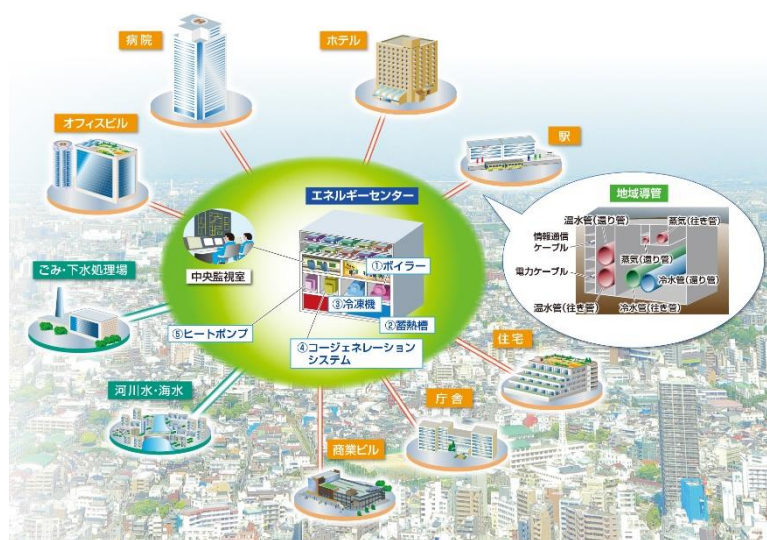 病院
ホテル
オフィスビル
駅
エネルギーセンター
地域導管
温水管(還り管)
蒸気(往き管)
情報通信
ケーブル
蒸気(還り管)
電力ケーブル
冷水管(還り管)
温水管(往き管)
冷水管(往き管)
中央監視室
①ボイラー
③冷凍機
②蓄熱槽
⑤ヒートポンプ
④コージェネレーション
システム
ごみ・下水処理場
河川水・海水
住宅
庁舎
商業ビル